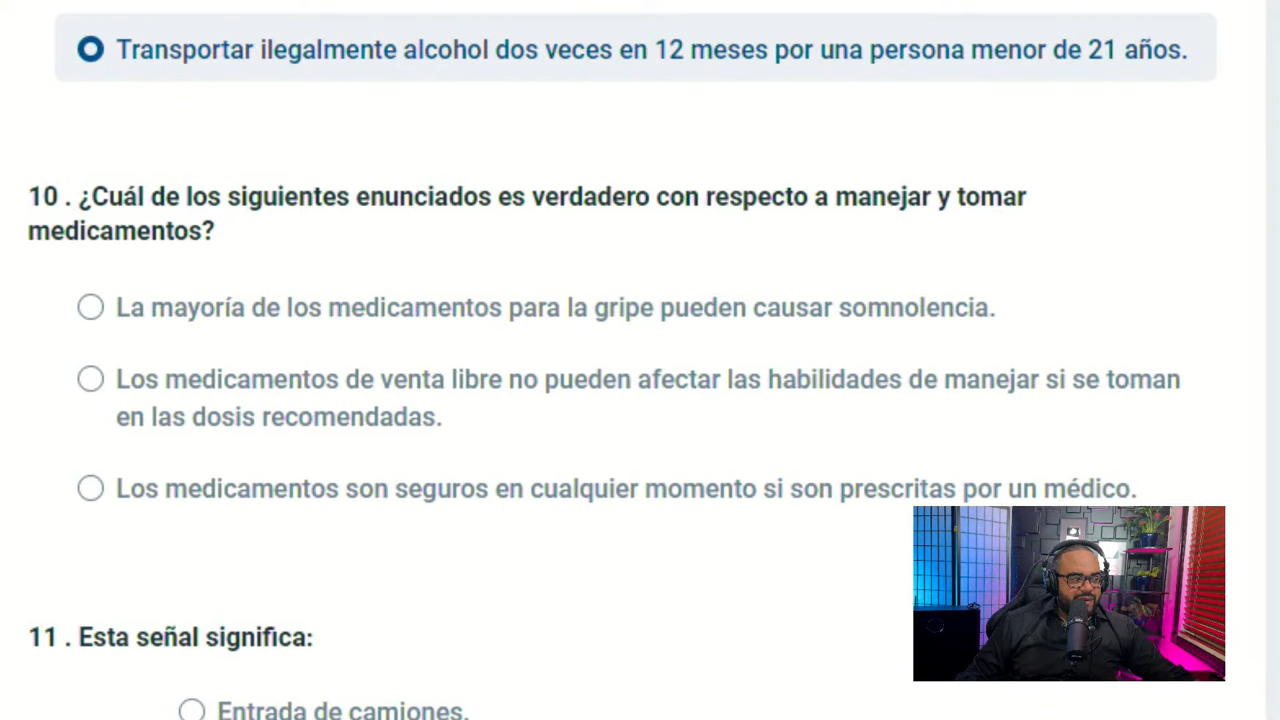 Transportar ilegalmente alcohol dos veces en 12 meses por una persona menor de 21 años.
10 . ¿Cuál de los siguientes enunciados es verdadero con respecto a manejar y tomar
medicamentos?
La mayoría de los medicamentos para la gripe pueden causar somnolencia.
Los medicamentos de venta libre no pueden afectar las habilidades de manejar si se toman
en las dosis recomendadas.
Los medicamentos son seguros en cualquier momento si son prescritas por un médico.
11 . Esta señal significa:
Entrada de camiones.